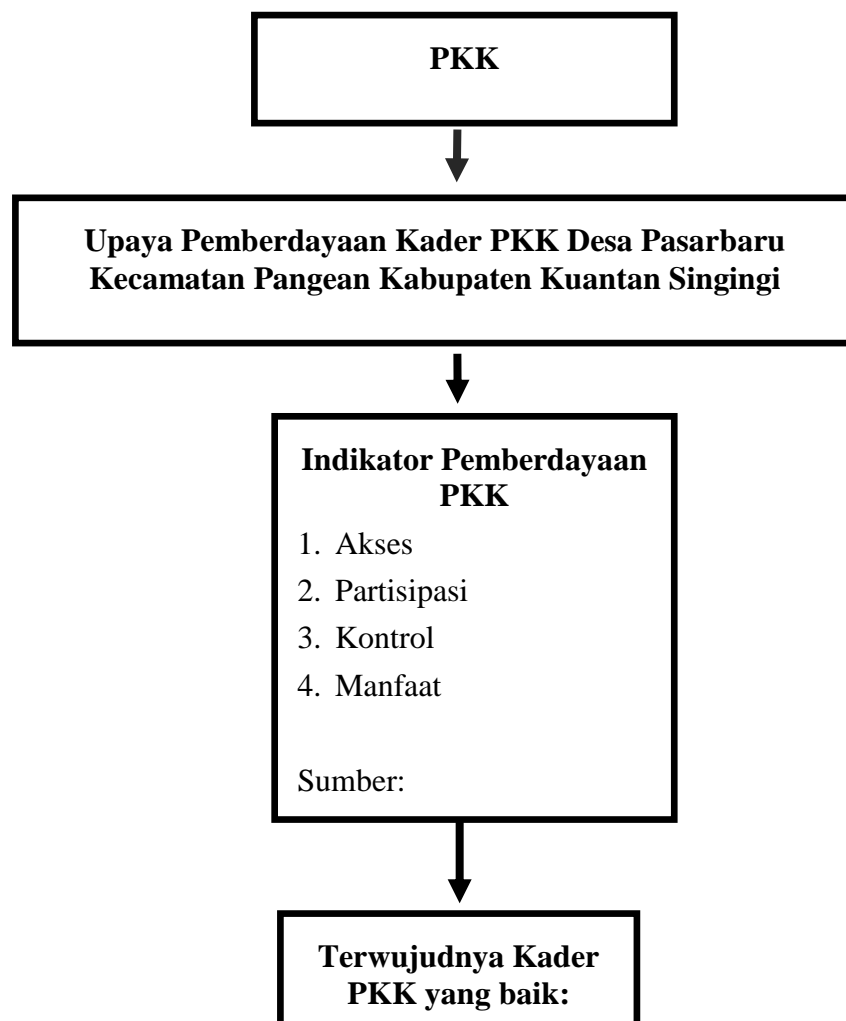 PKK
Upaya Pemberdayaan Kader PKK Desa Pasarbaru
Kecamatan Pangean Kabupaten Kuantan Singingi
Indikator Pemberdayaan
PKK
1. Akses
2. Partisipasi
3. Kontrol
4. Manfaat
Sumber:
Terwujudnya Kader
PKK yang baik: